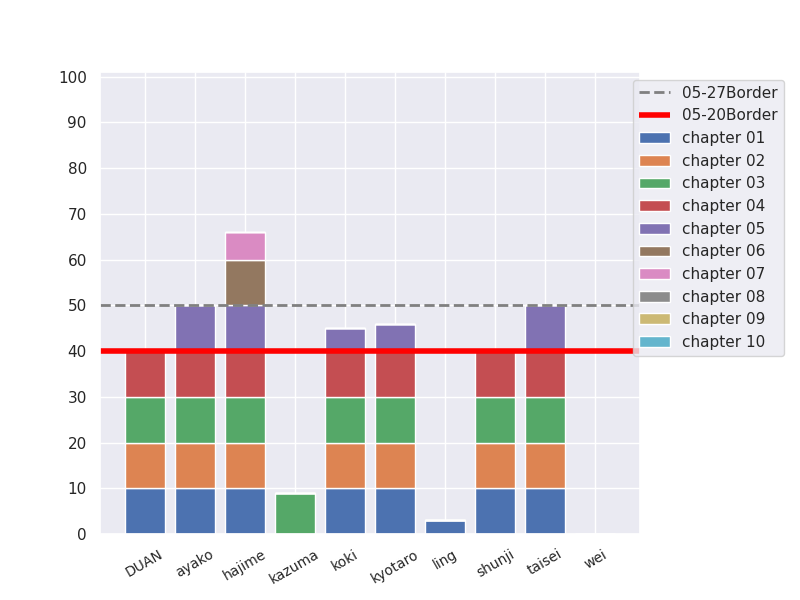 100
90
80
70
60
50
40
30
20
10
0
DUAN
ayako
hajime
kazuma
koki
kyotaro
ling
shunji
taisei
wei
05-27Border
05-20Border
chapter 01
chapter 02
chapter 03
chapter 04
chapter 05
chapter 06
chapter 07
chapter 08
chapter 09
chapter 10